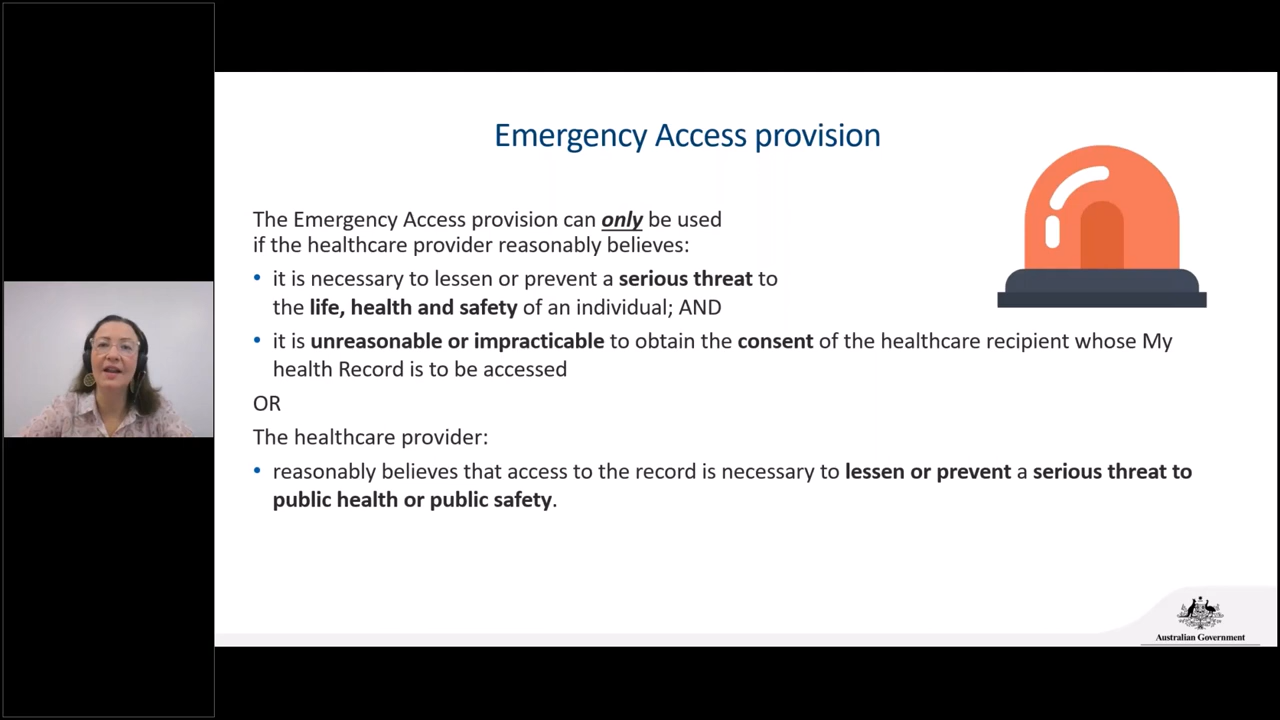 Emergency Access provision
The Emergency Access provision can only be used
if the healthcare provider reasonably believes:
• it is necessary to lessen or prevent a serious threat to
the life, health and safety of an individual; AND
• it is unreasonable or impracticable to obtain the consent of the healthcare recipient whose My
health Record is to be accessed
OR
The healthcare provider:
• reasonably believes that access to the record is necessary to lessen or prevent a serious threat to
public health or public safety.
Australian Government